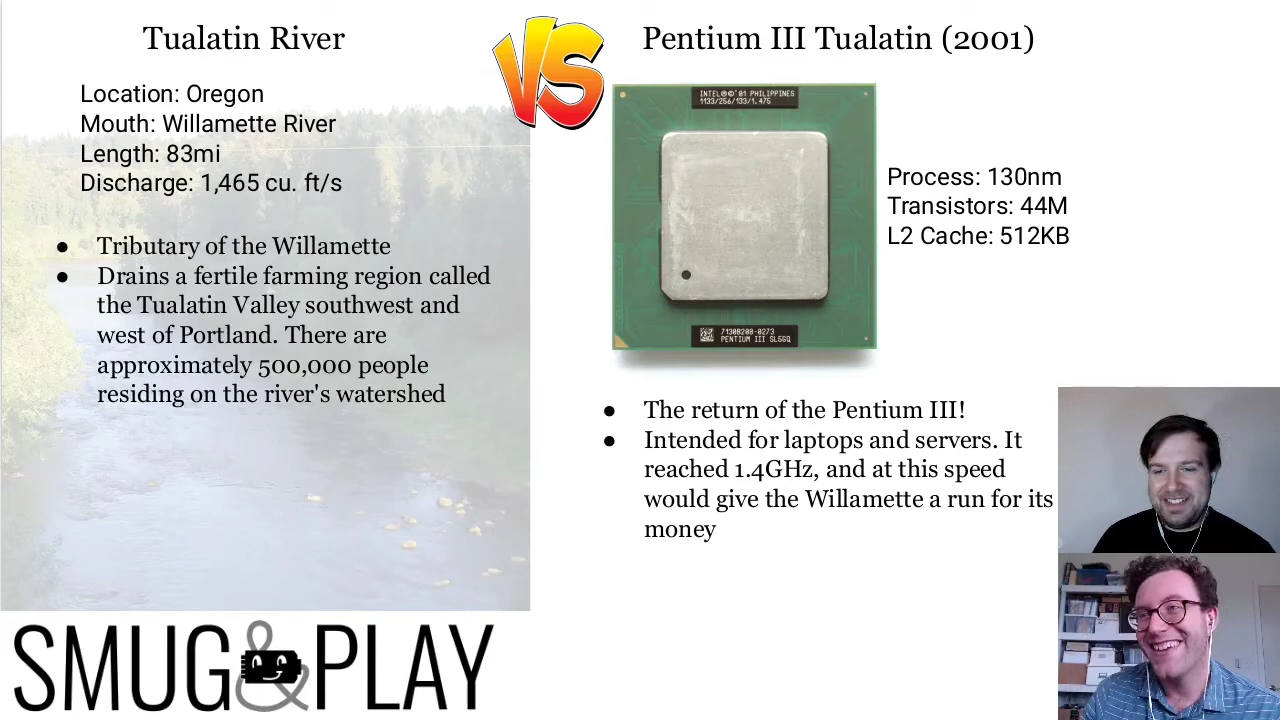 Tualatin River
VS
Pentium III Tualatin (2001)
Location: Oregon
Mouth: Willamette River
Length: 83mi
Discharge: 1,465 cu. ft/s
● Tributary of the Willamette
● Drains a fertile farming region called
the Tualatin Valley southwest and
west of Portland. There are
approximately 500,000 people
residing on the river's watershed
INTEL®©'01 PHILIPPINES
1133/256/133/1.475
7130B208-0273
PENTIUM III SL5GQ
Process: 130nm
Transistors: 44M
L2 Cache: 512KB
● The return of the Pentium III!
● Intended for laptops and servers. It
reached 1.4GHz, and at this speed
would give the Willamette a run for its
money
SMUG&PLAY